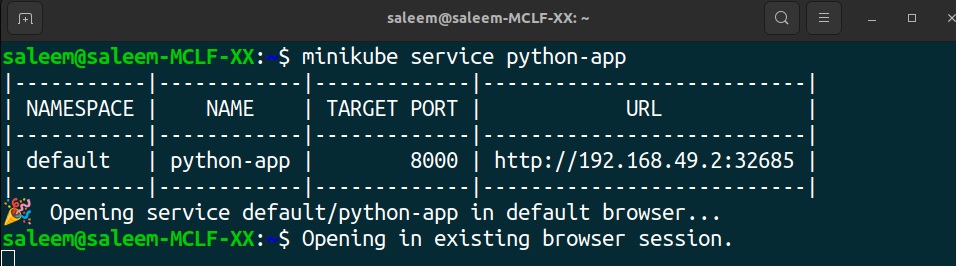 saleem@saleem-MCLF-XX: ~
saleem@saleem-MCLF-XX:~$ minikube service python-app
|-----------|------------|-------------|---------------------------|
| NAMESPACE |    NAME    | TARGET PORT |            URL            |
|-----------|------------|-------------|---------------------------|
| default   | python-app |        8000 | http://192.168.49.2:32685 |
|-----------|------------|-------------|---------------------------|
🎉  Opening service default/python-app in default browser...
saleem@saleem-MCLF-XX:~$ Opening in existing browser session.